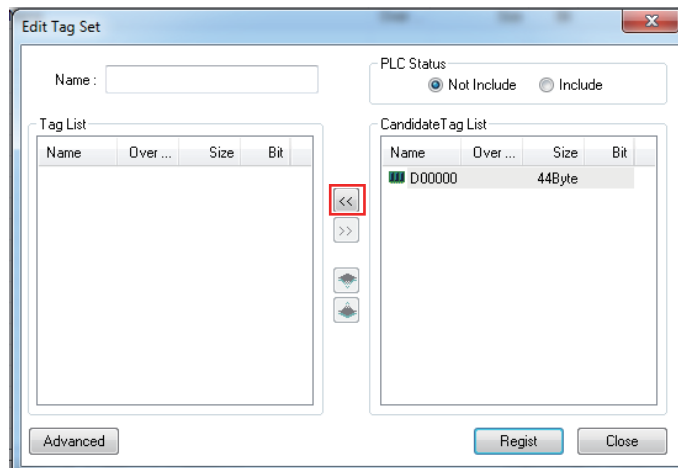 Edit Tag Set
Name :
PLC Status
Not Include
Include
Tag List
Name Over ... Size Bit
CandidateTag List
Name Over ... Size Bit
D00000 44Byte
<<
>>
Advanced
Regist
Close